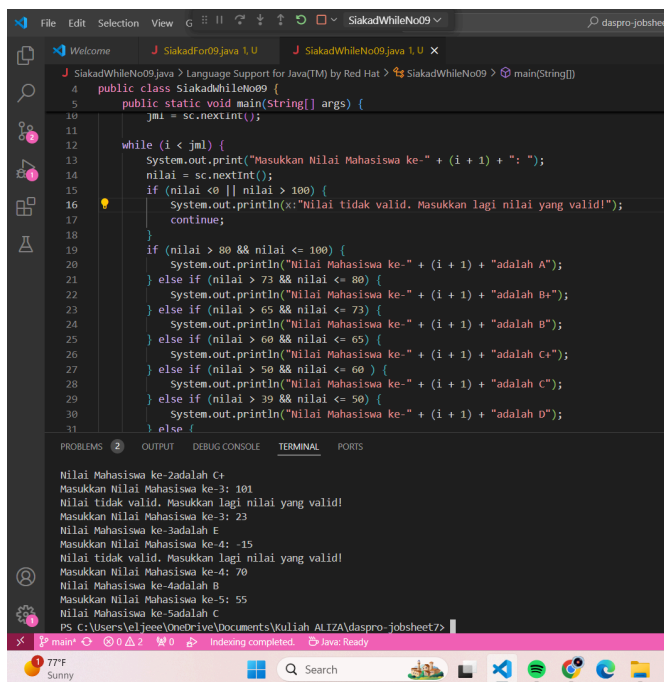 File Edit Selection View G SiakadWhileNo09 daspro-jobshee
Welcome J SiakadFor09.java 1, U J SiakadWhileNo09.java 1, U
J SiakadWhileNo09.java > Language Support for Java(TM) by Red Hat > SiakadWhileNo09 > main(String[])
4 public class SiakadWhileNo09 {
5 public static void main(String[] args) {
10 jml = sc.nextInt();
11
12 while (i < jml) {
13 System.out.print("Masukkan Nilai Mahasiswa ke-" + (i + 1) + ": ");
14 nilai = sc.nextInt();
15 if (nilai <0 || nilai > 100) {
16 System.out.println(x:"Nilai tidak valid. Masukkan lagi nilai yang valid!");
17 continue;
18 }
19 if (nilai > 80 && nilai <= 100) {
20 System.out.println("Nilai Mahasiswa ke-" + (i + 1) + "adalah A");
21 } else if (nilai > 73 && nilai <= 80) {
22 System.out.println("Nilai Mahasiswa ke-" + (i + 1) + "adalah B+");
23 } else if (nilai > 65 && nilai <= 73) {
24 System.out.println("Nilai Mahasiswa ke-" + (i + 1) + "adalah B");
25 } else if (nilai > 60 && nilai <= 65) {
26 System.out.println("Nilai Mahasiswa ke-" + (i + 1) + "adalah C+");
27 } else if (nilai > 50 && nilai <= 60 ) {
28 System.out.println("Nilai Mahasiswa ke-" + (i + 1) + "adalah C");
29 } else if (nilai > 39 && nilai <= 50) {
30 System.out.println("Nilai Mahasiswa ke-" + (i + 1) + "adalah D");
31 } else {
PROBLEMS 2 OUTPUT DEBUG CONSOLE TERMINAL PORTS
Nilai Mahasiswa ke-2adalah C+
Masukkan Nilai Mahasiswa ke-3: 101
Nilai tidak valid. Masukkan lagi nilai yang valid!
Masukkan Nilai Mahasiswa ke-3: 23
Nilai Mahasiswa ke-3adalah E
Masukkan Nilai Mahasiswa ke-4: -15
Nilai tidak valid. Masukkan lagi nilai yang valid!
Masukkan Nilai Mahasiswa ke-4: 70
Nilai Mahasiswa ke-4adalah B
Masukkan Nilai Mahasiswa ke-5: 55
Nilai Mahasiswa ke-5adalah C
PS C:\Users\eljeee\OneDrive\Documents\Kuliah ALIZA\daspro-jobsheet7>
main* 0 2 0 Indexing completed. Java: Ready
1 77°F
Sunny
Search